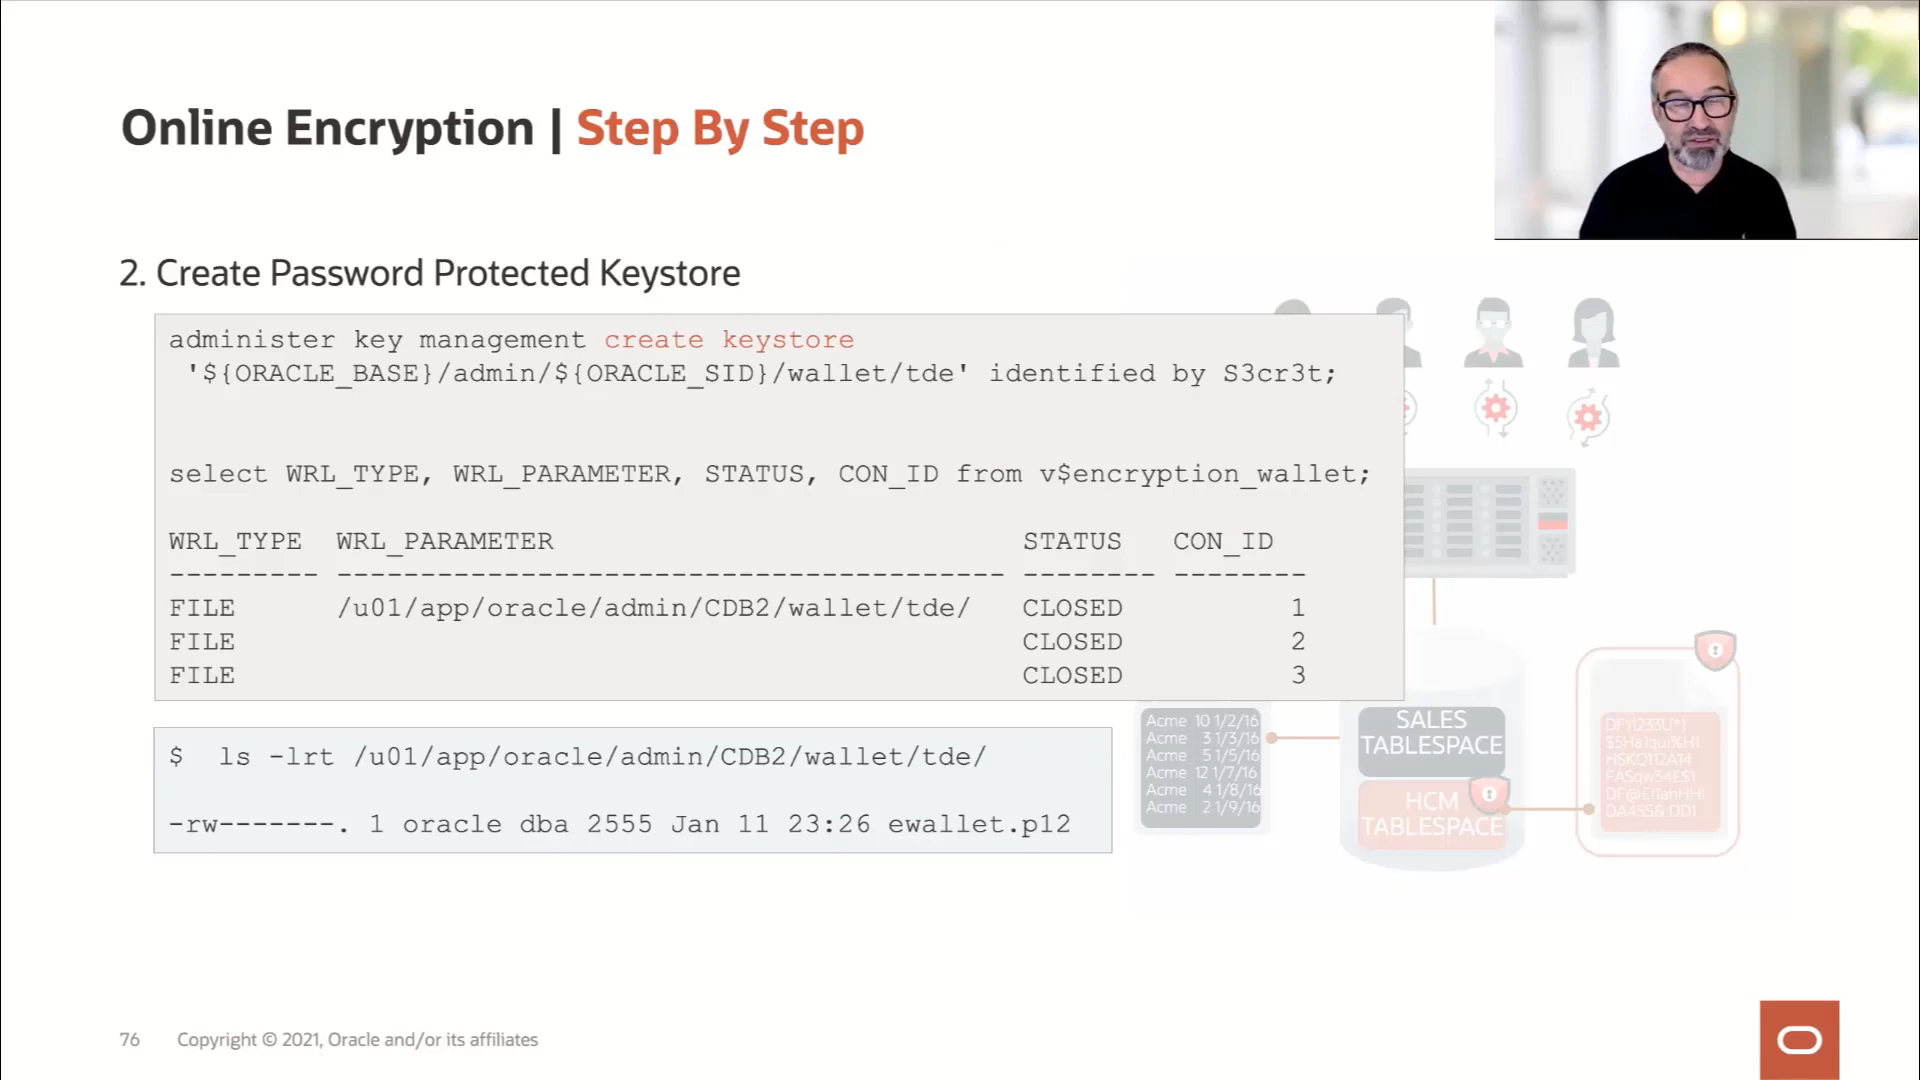 Online Encryption | Step By Step
2. Create Password Protected Keystore
administer key management create keystore
'${ORACLE_BASE}/admin/${ORACLE_SID}/wallet/tde' identified by S3cr3t;
select WRL_TYPE, WRL_PARAMETER, STATUS, CON_ID from v$encryption_wallet;
WRL_TYPE WRL_PARAMETER STATUS CON_ID
--------- ---------------------------------------- -------- --------
FILE /u01/app/oracle/admin/CDB2/wallet/tde/ CLOSED 1
FILE CLOSED 2
FILE CLOSED 3
$ ls -lrt /u01/app/oracle/admin/CDB2/wallet/tde/
-rw-------. 1 oracle dba 2555 Jan 11 23:26 ewallet.p12
Acme 10 1/2/16
Acme 3 1/3/16
Acme 5 1/5/16
Acme 12 1/7/16
Acme 4 1/8/16
Acme 2 1/9/16
SALES
TABLESPACE
HCM
TABLESPACE
76 Copyright © 2021, Oracle and/or its affiliates